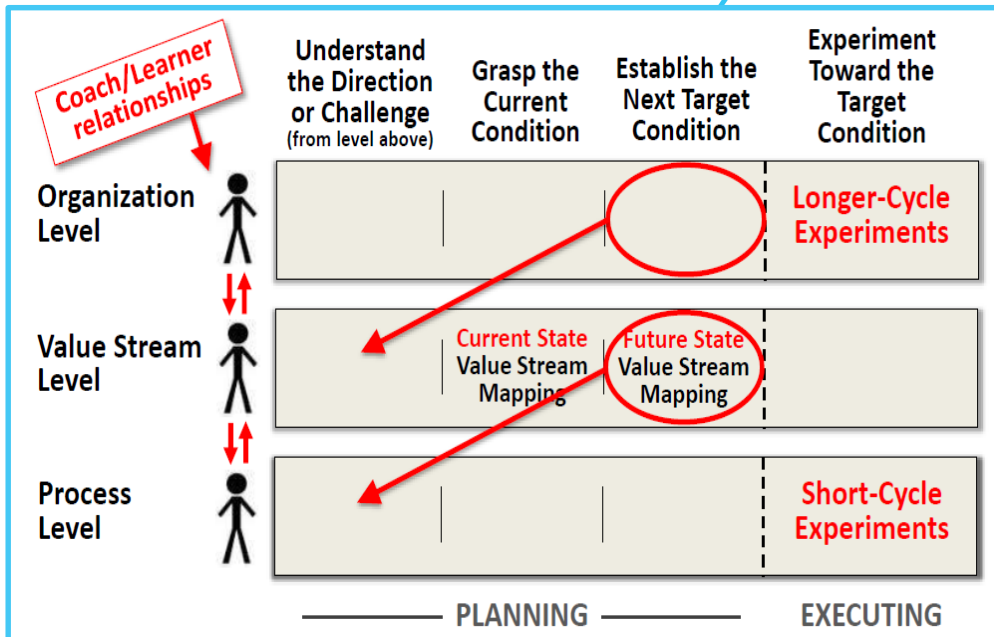 Coach/Learner
relationships
Understand
the Direction
or Challenge
(from level above)
Grasp the
Current
Condition
Establish the
Next Target
Condition
Experiment
Toward the
Target
Condition
Organization
Level
Longer-Cycle
Experiments
Value Stream
Level
Current State
Value Stream
Mapping
Future State
Value Stream
Mapping
Process
Level
Short-Cycle
Experiments
PLANNING
EXECUTING